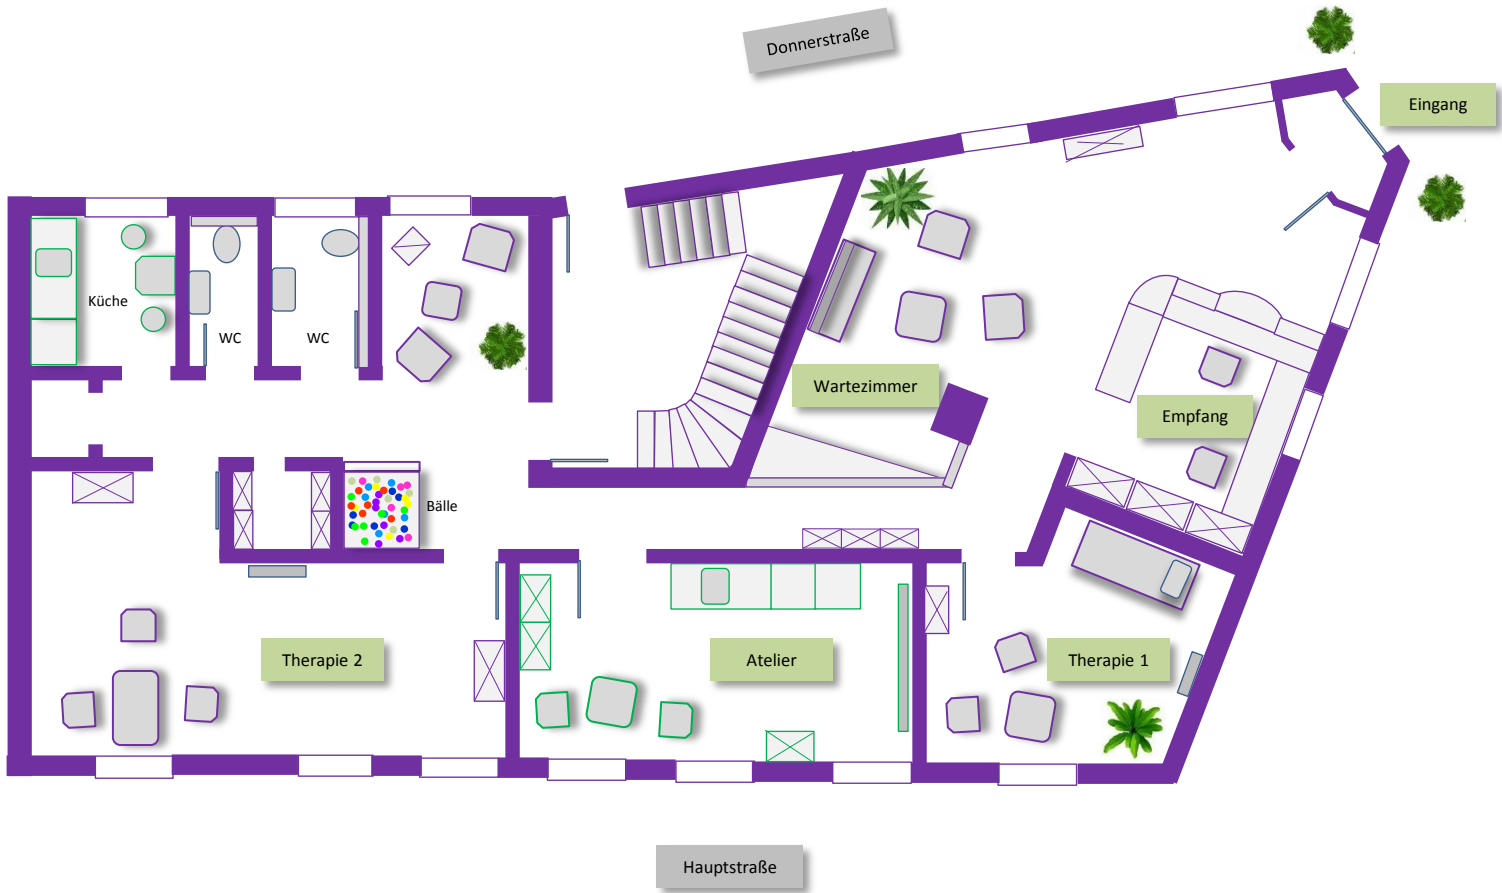 Donnerstraße
Eingang
Küche
WC
WC
Wartezimmer
Empfang
Bälle
Therapie 2
Atelier
Therapie 1
Hauptstraße